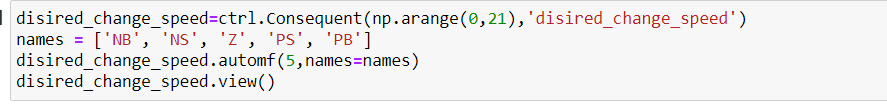 disired_change_speed=ctrl.Consequent(np.arange(0,21),'disired_change_speed')
names = ['NB', 'NS', 'Z', 'PS', 'PB']
disired_change_speed.automf(5,names=names)
disired_change_speed.view()